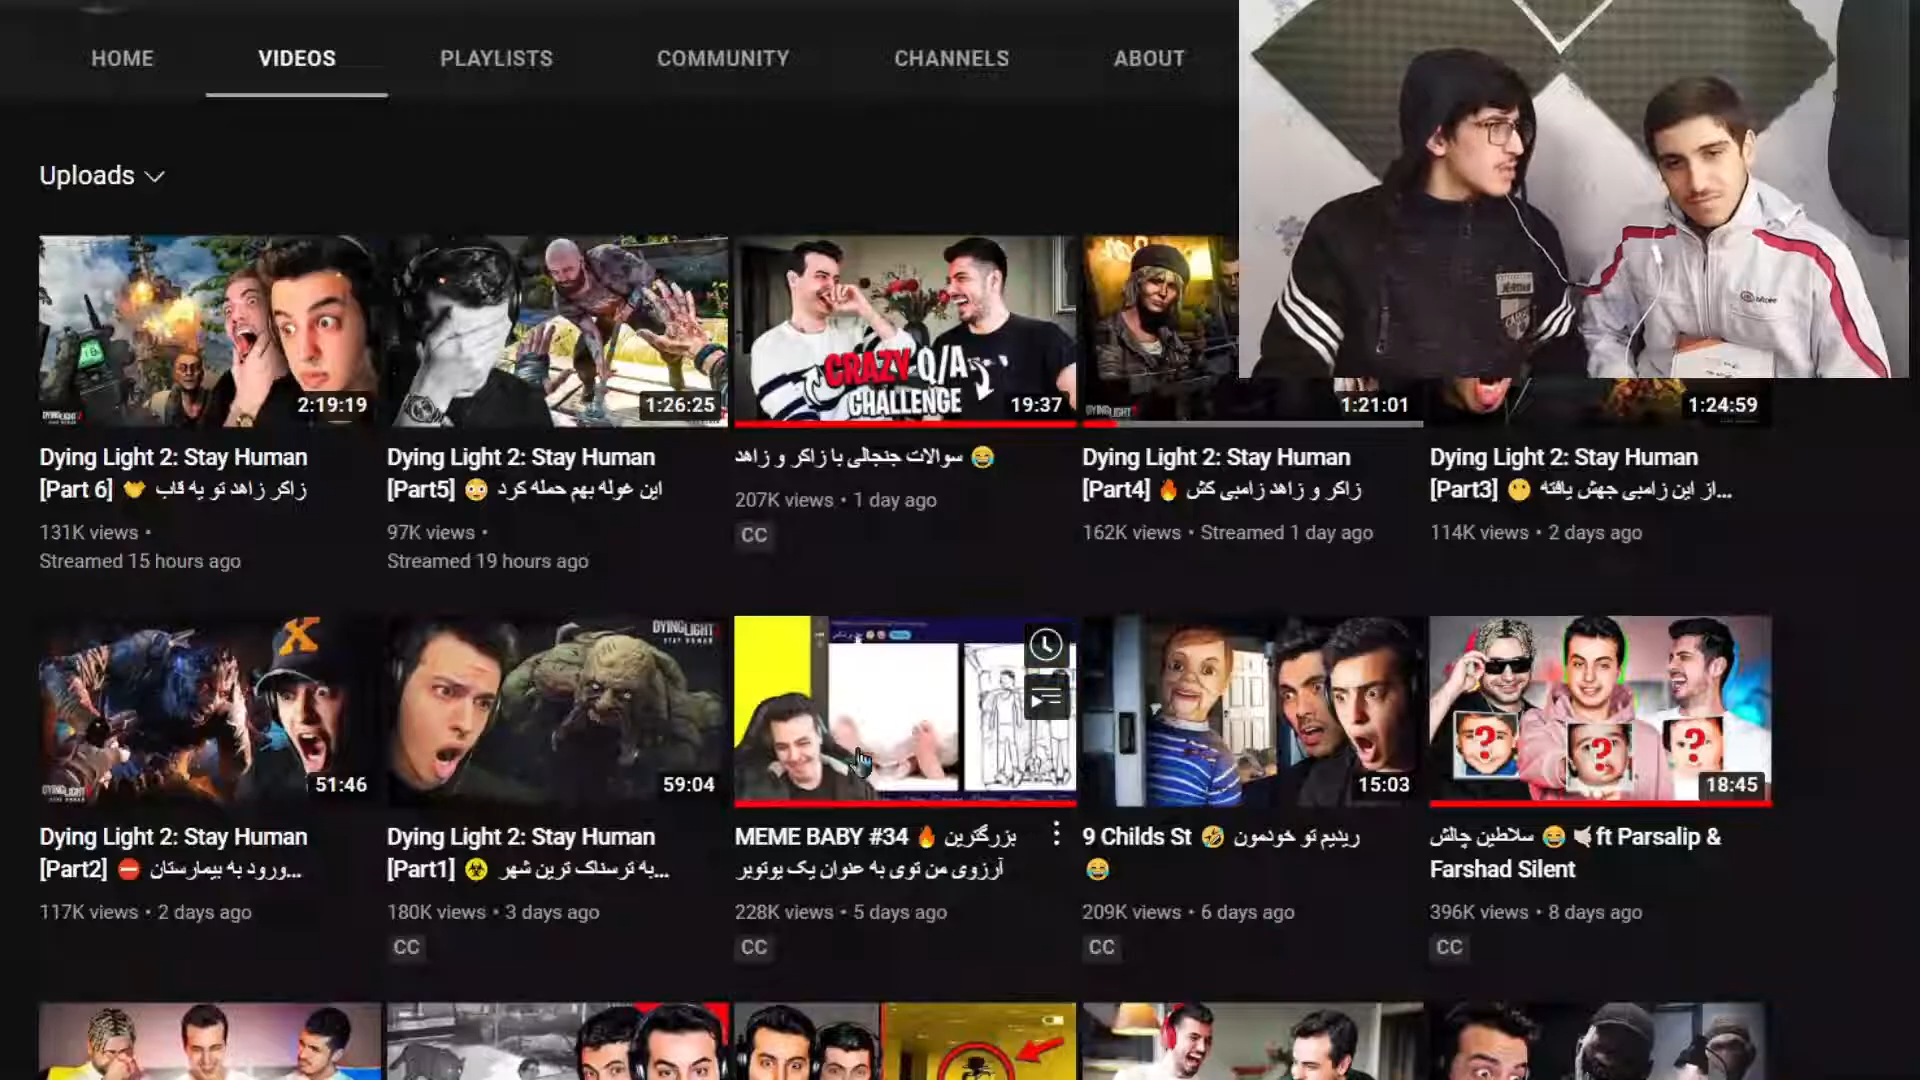 HOME VIDEOS PLAYLISTS COMMUNITY CHANNELS ABOUT
Uploads
2:19:19
Dying Light 2: Stay Human
[Part 6] 🤝 زاکر زاهد تو یه قاب
131K views •
Streamed 15 hours ago
1:26:25
Dying Light 2: Stay Human
[Part5] 😳 این غوله بهم حمله کرد
97K views •
Streamed 19 hours ago
CRAZY Q/A
CHALLENGE
19:37
سوالات جنجالی با زاکر و زاهد 😂
207K views • 1 day ago
CC
DYING LIGHT
1:21:01
Dying Light 2: Stay Human
[Part4] 🔥 زاکر و زاهد زامبی کش
162K views • Streamed 1 day ago
1:24:59
Dying Light 2: Stay Human
[Part3] 😶 از این زامبی جهش یافته...
114K views • 2 days ago
51:46
Dying Light 2: Stay Human
[Part2] ⛔ ورود به بیمارستان...
117K views • 2 days ago
DYING LIGHT
STAY HUMAN
59:04
Dying Light 2: Stay Human
[Part1] ☣ به ترسناک ترین شهر...
180K views • 3 days ago
CC
MEME BABY #34 🔥 بزرگترین
آرزوی من توی به عنوان یک یوتوبر
228K views • 5 days ago
CC
15:03
9 Childs St 🤣 ریدیم تو خودمون
😂
209K views • 6 days ago
CC
18:45
سلاطین چالش 😂 🤙🏻ft Parsalip &
Farshad Silent
396K views • 8 days ago
CC